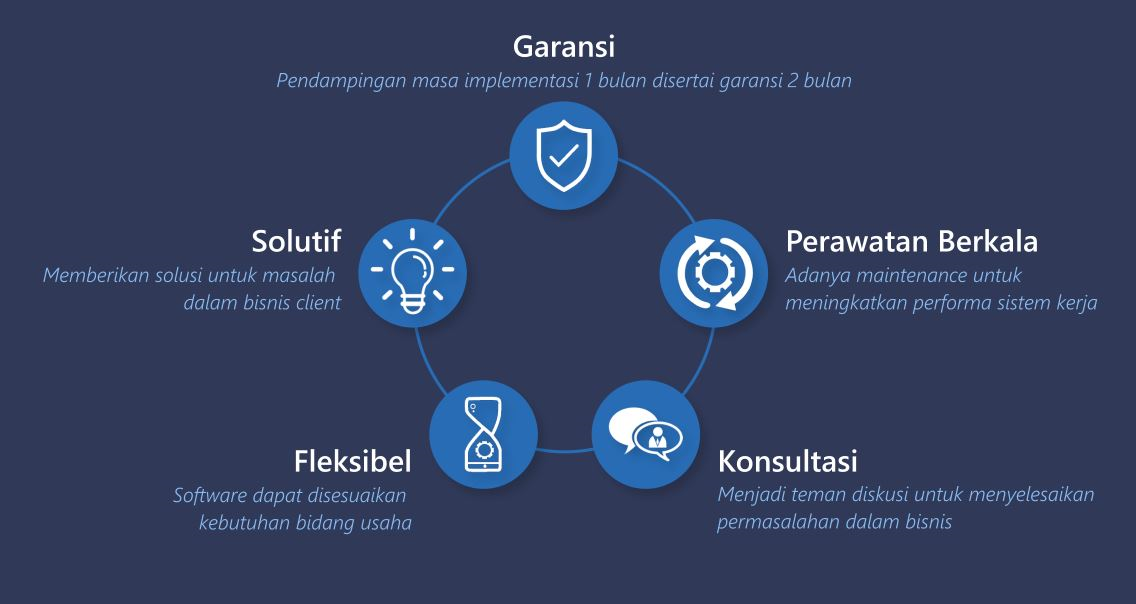 Garansi
Pendampingan masa implementasi 1 bulan disertai garansi 2 bulan
Solutif
Memberikan solusi untuk masalah
dalam bisnis client
Perawatan Berkala
Adanya maintenance untuk
meningkatkan performa sistem kerja
Fleksibel
Software dapat disesuaikan
kebutuhan bidang usaha
Konsultasi
Menjadi teman diskusi untuk menyelesaikan
permasalahan dalam bisnis